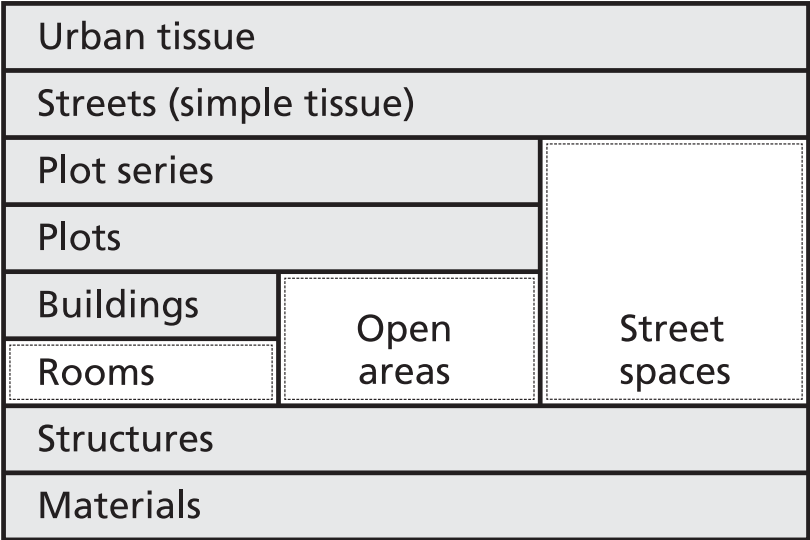 Urban tissue
Streets (simple tissue)
Plot series
Plots
Buildings
Rooms
Open
areas
Street
spaces
Structures
Materials